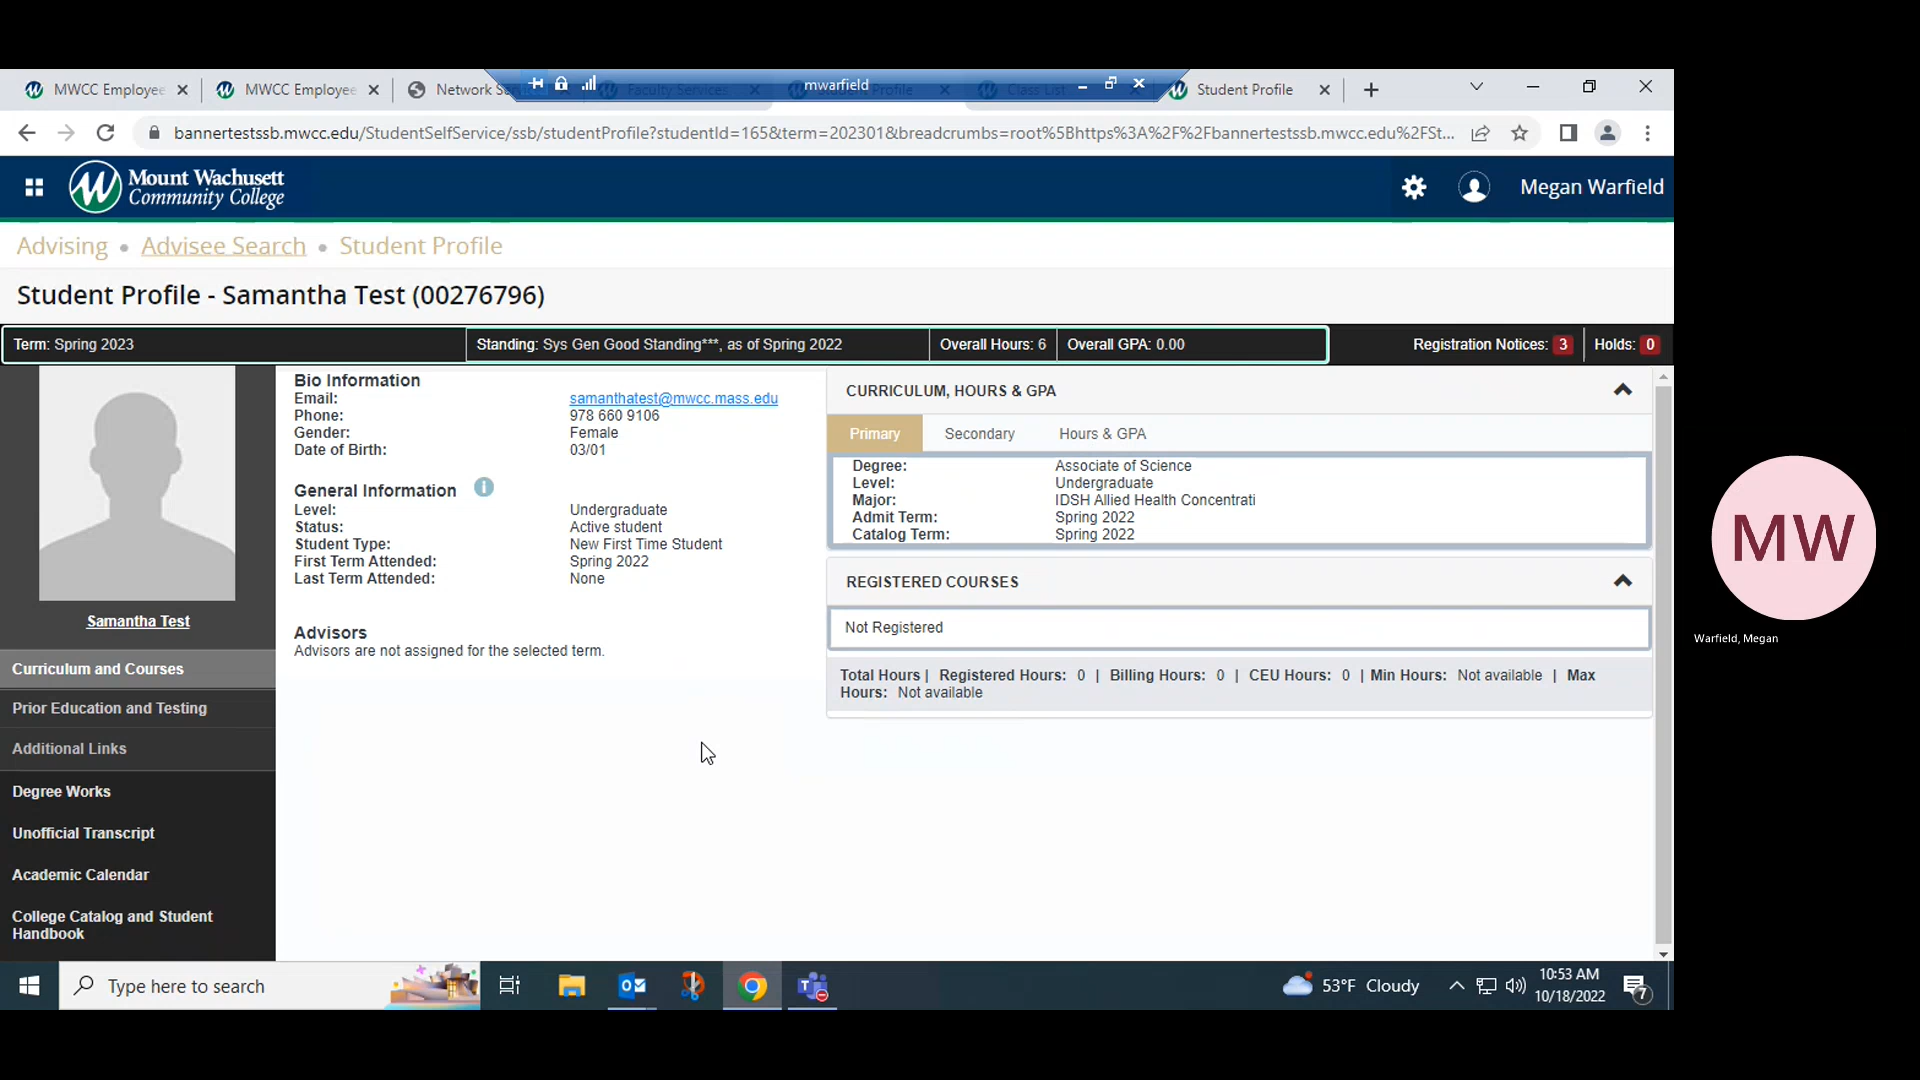 MWCC Employee
MWCC Employee
Network S
Faculty Services
mwarfield
Profile
Class List
Student Profile
bannertestssb.mwcc.edu/StudentSelfService/ssb/studentProfile?studentId=165&term=202301&breadcrumbs=root%5Bhttps%3A%2F%2Fbannertestssb.mwcc.edu%2FSt...
Mount Wachusett
Community College
Megan Warfield
Advising • Advisee Search • Student Profile
Student Profile - Samantha Test (00276796)
Term: Spring 2023
Standing: Sys Gen Good Standing***, as of Spring 2022
Overall Hours: 6
Overall GPA: 0.00
Registration Notices: 3
Holds: 0
Samantha Test
Curriculum and Courses
Prior Education and Testing
Additional Links
Degree Works
Unofficial Transcript
Academic Calendar
College Catalog and Student
Handbook
Bio Information
Email: samanthatest@mwcc.mass.edu
Phone: 978 660 9106
Gender: Female
Date of Birth: 03/01
General Information
Level: Undergraduate
Status: Active student
Student Type: New First Time Student
First Term Attended: Spring 2022
Last Term Attended: None
Advisors
Advisors are not assigned for the selected term.
CURRICULUM, HOURS & GPA
Primary
Secondary
Hours & GPA
Degree: Associate of Science
Level: Undergraduate
Major: IDSH Allied Health Concentrati
Admit Term: Spring 2022
Catalog Term: Spring 2022
REGISTERED COURSES
Not Registered
Total Hours | Registered Hours: 0 | Billing Hours: 0 | CEU Hours: 0 | Min Hours: Not available | Max
Hours: Not available
MW
Warfield, Megan
Type here to search
53°F Cloudy
10:53 AM
10/18/2022
7